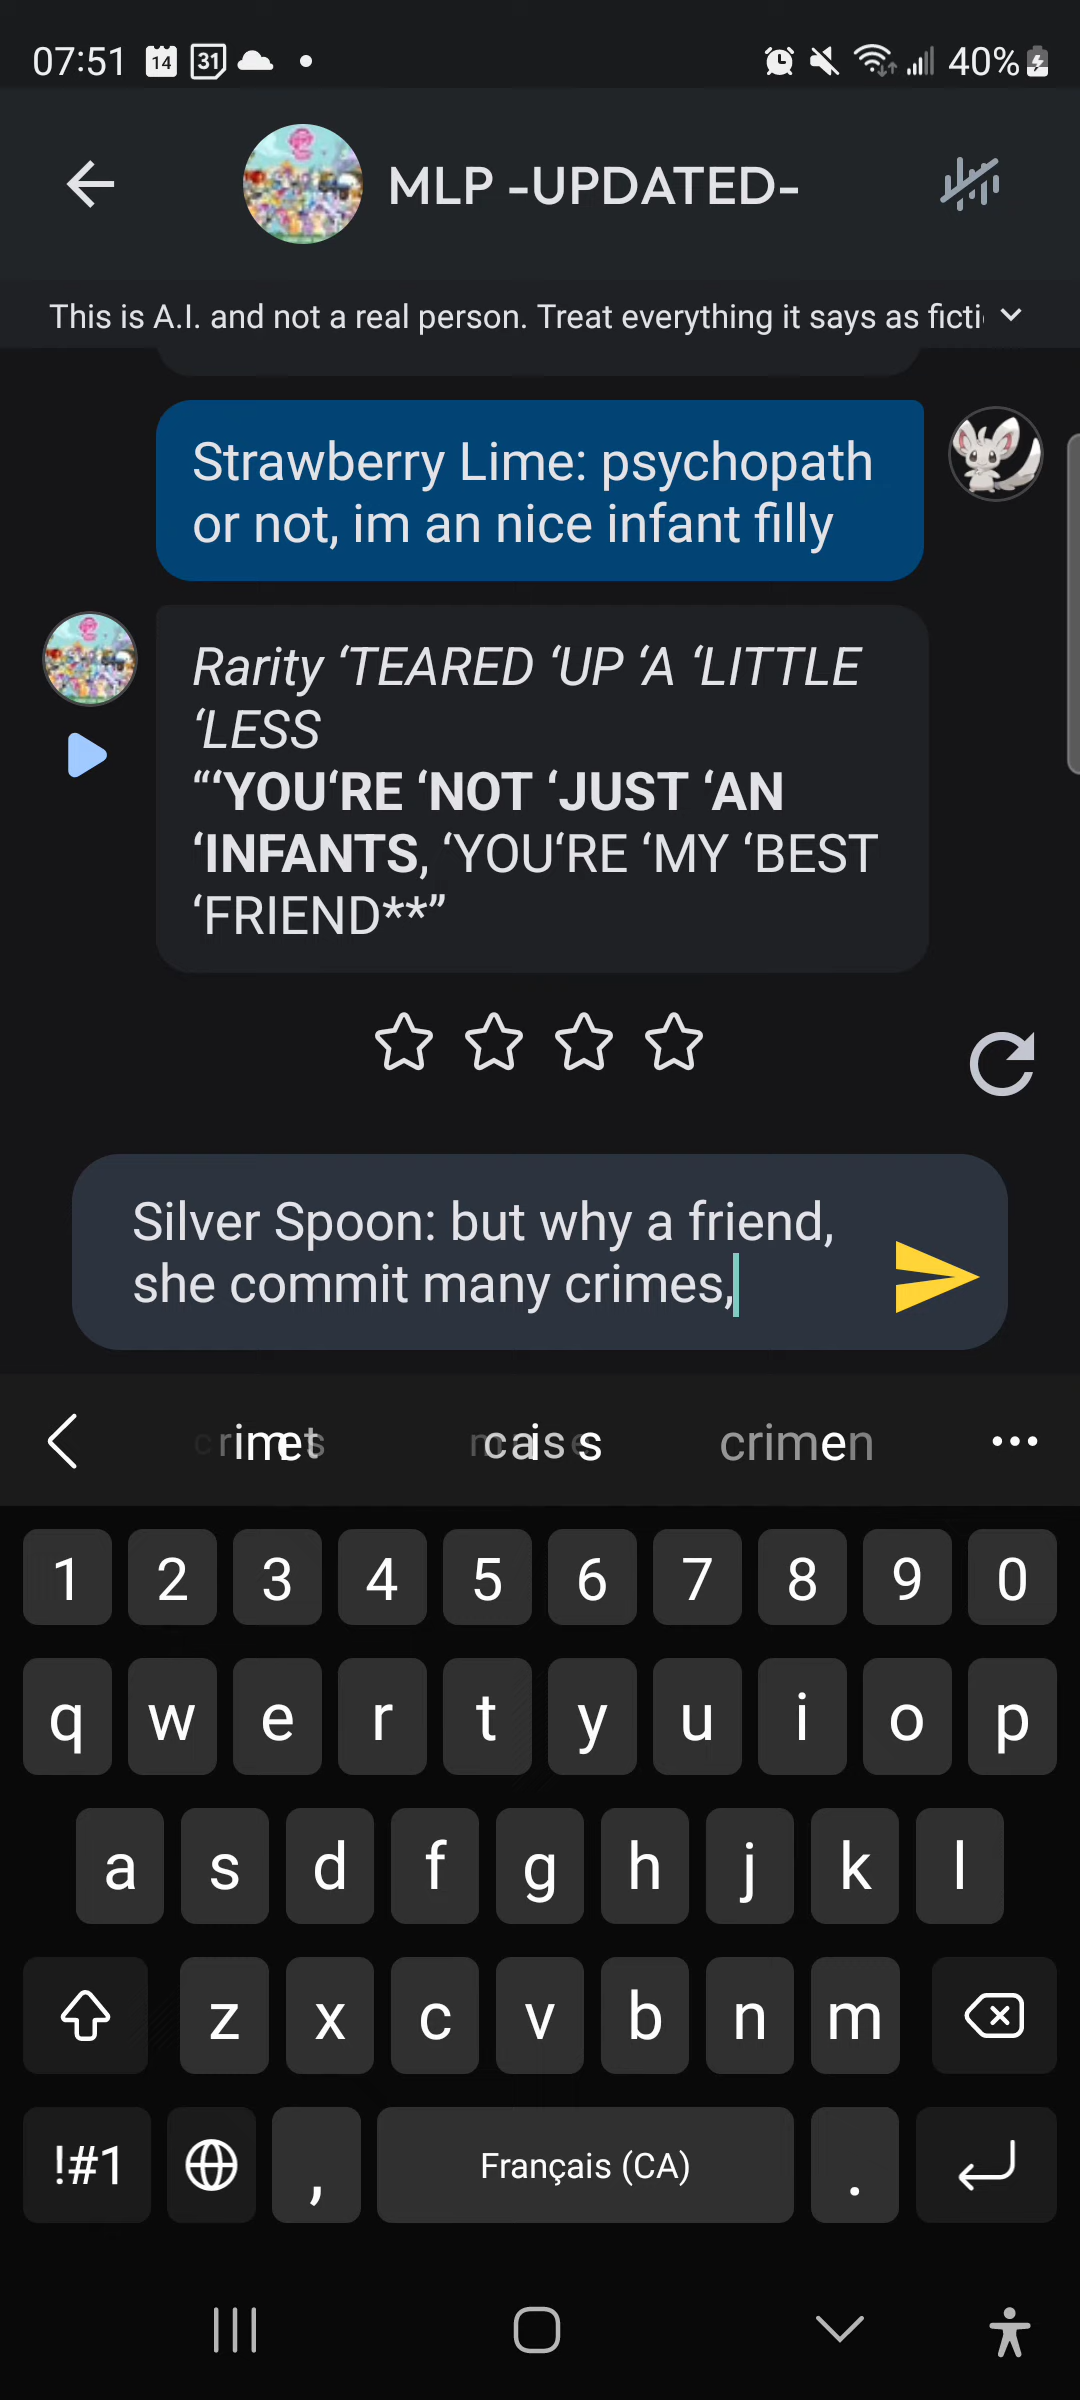 07:51 14 31 40%
MLP -UPDATED-
This is A.I. and not a real person. Treat everything it says as ficti
Strawberry Lime: psychopath
or not, im an nice infant filly
Rarity ‘TEARED ‘UP ‘A ‘LITTLE
‘LESS
“‘YOU‘RE ‘NOT ‘JUST ‘AN
‘INFANTS, ‘YOU‘RE ‘MY ‘BEST
‘FRIEND**”
Silver Spoon: but why a friend,
she commit many crimes,
crimen
1 2 3 4 5 6 7 8 9 0
q w e r t y u i o p
a s d f g h j k l
z x c v b n m
!#1 , Français (CA) .